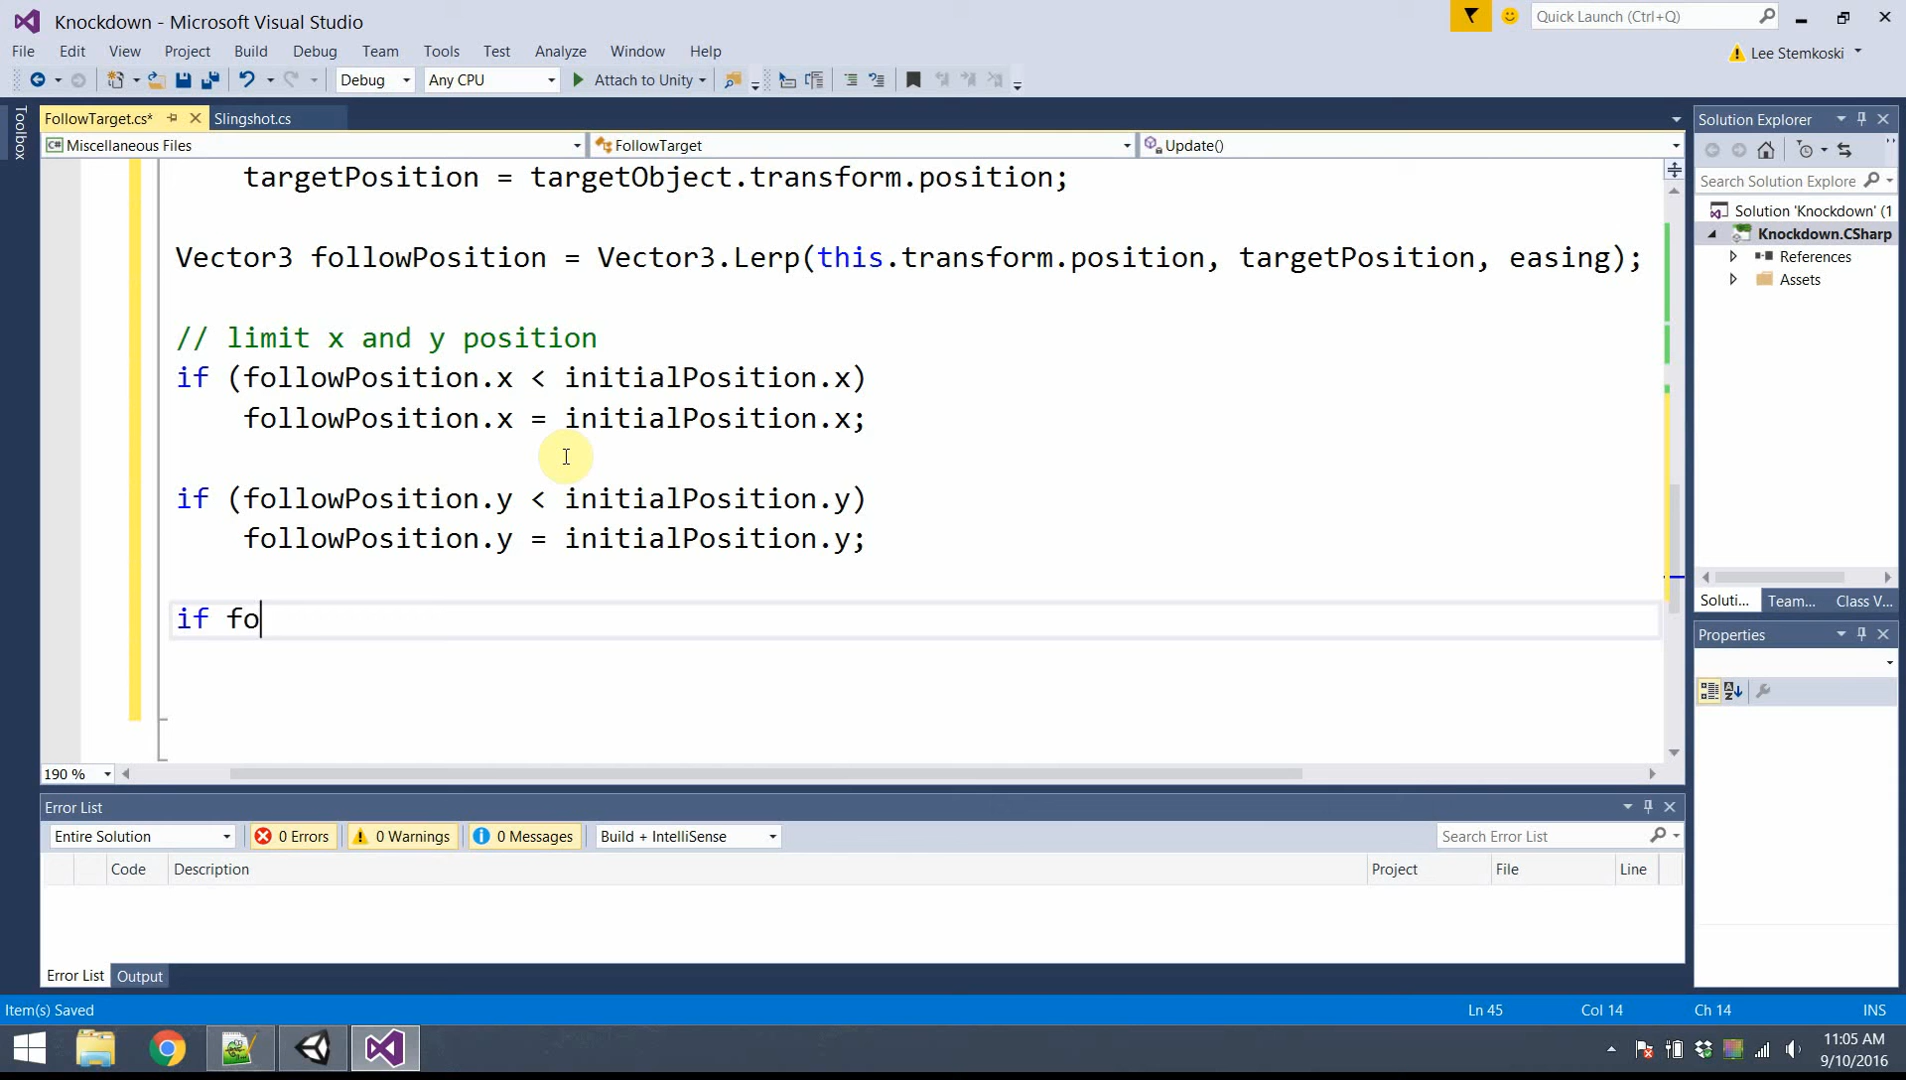 Knockdown - Microsoft Visual Studio
Quick Launch (Ctrl+Q)
File Edit View Project Build Debug Team Tools Test Analyze Window Help
Lee Stemkoski
Debug Any CPU Attach to Unity
Toolbox
FollowTarget.cs* Slingshot.cs
Miscellaneous Files FollowTarget Update()
targetPosition = targetObject.transform.position;
Vector3 followPosition = Vector3.Lerp(this.transform.position, targetPosition, easing);
// limit x and y position
if (followPosition.x < initialPosition.x)
followPosition.x = initialPosition.x;
if (followPosition.y < initialPosition.y)
followPosition.y = initialPosition.y;
if fo
190 %
Solution Explorer
Search Solution Explore
Solution 'Knockdown' (1
Knockdown.CSharp
References
Assets
Soluti... Team... Class V...
Properties
Error List
Entire Solution 0 Errors 0 Warnings 0 Messages Build + IntelliSense Search Error List
Code Description Project File Line
Error List Output
Item(s) Saved Ln 45 Col 14 Ch 14 INS
11:05 AM
9/10/2016